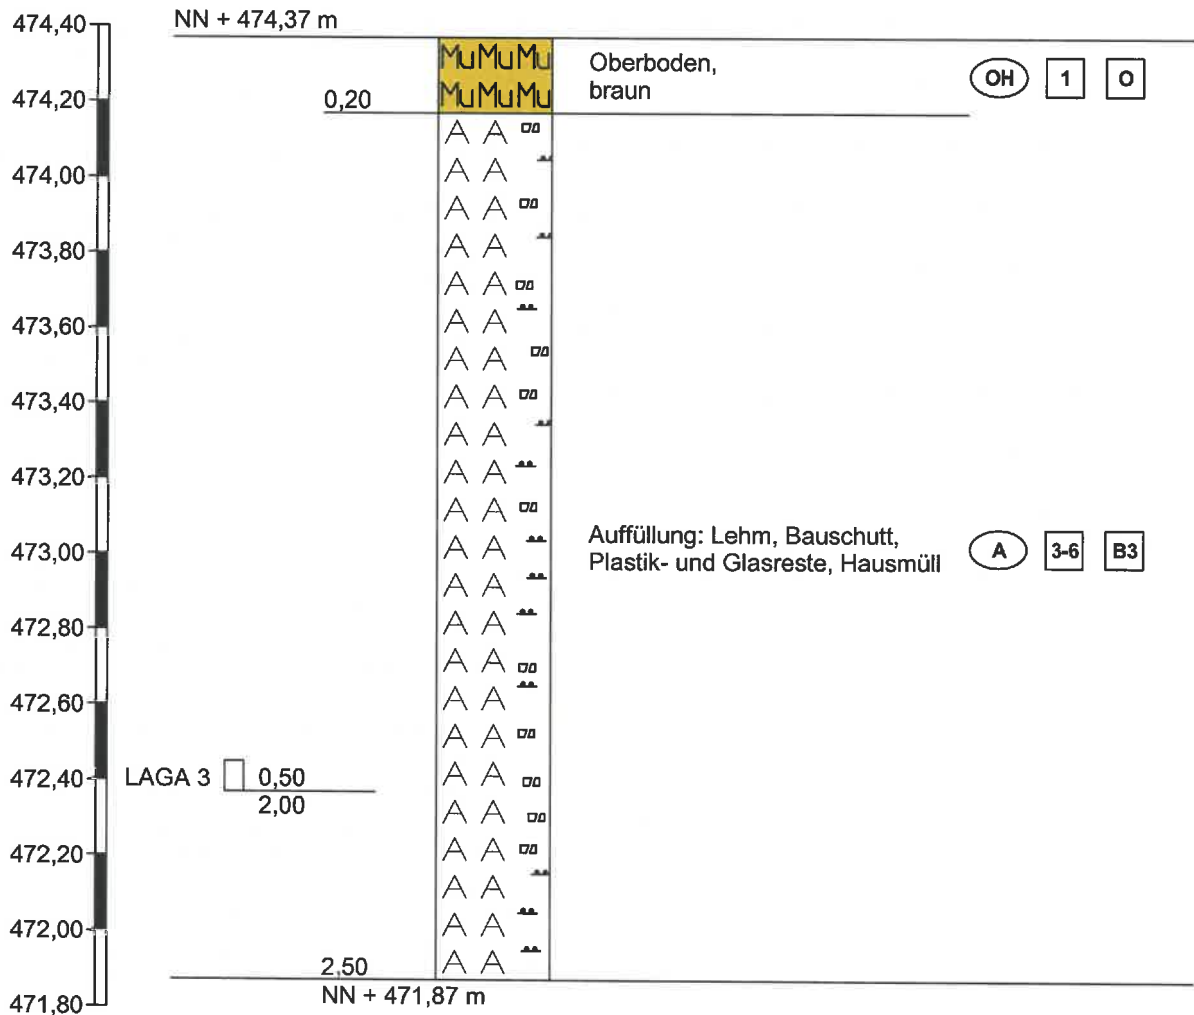 474,40
NN + 474,37 m
MuMuMu
MuMuMu
Oberboden,
braun
OH 1 O
474,20
0,20
A A
474,00
A A
A A
473,80
A A
A A
473,60
A A
A A
473,40
A A
A A
473,20
A A
A A
473,00
A A
Auffüllung: Lehm, Bauschutt,
Plastik- und Glasreste, Hausmüll
A 3-6 B3
A A
472,80
A A
A A
472,60
A A
A A
472,40
LAGA 3 0,50
2,00
A A
A A
472,20
A A
A A
472,00
A A
A A
2,50
NN + 471,87 m
471,80